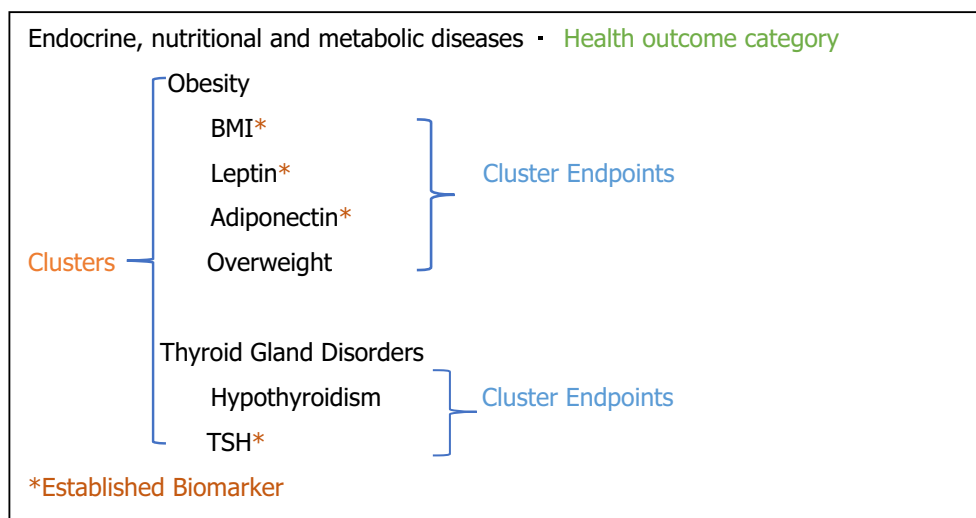 Endocrine, nutritional and metabolic diseases ▪ Health outcome category
Obesity
BMI*
Leptin*
Cluster Endpoints
Adiponectin*
Clusters
Overweight
Thyroid Gland Disorders
Hypothyroidism
Cluster Endpoints
TSH*
*Established Biomarker